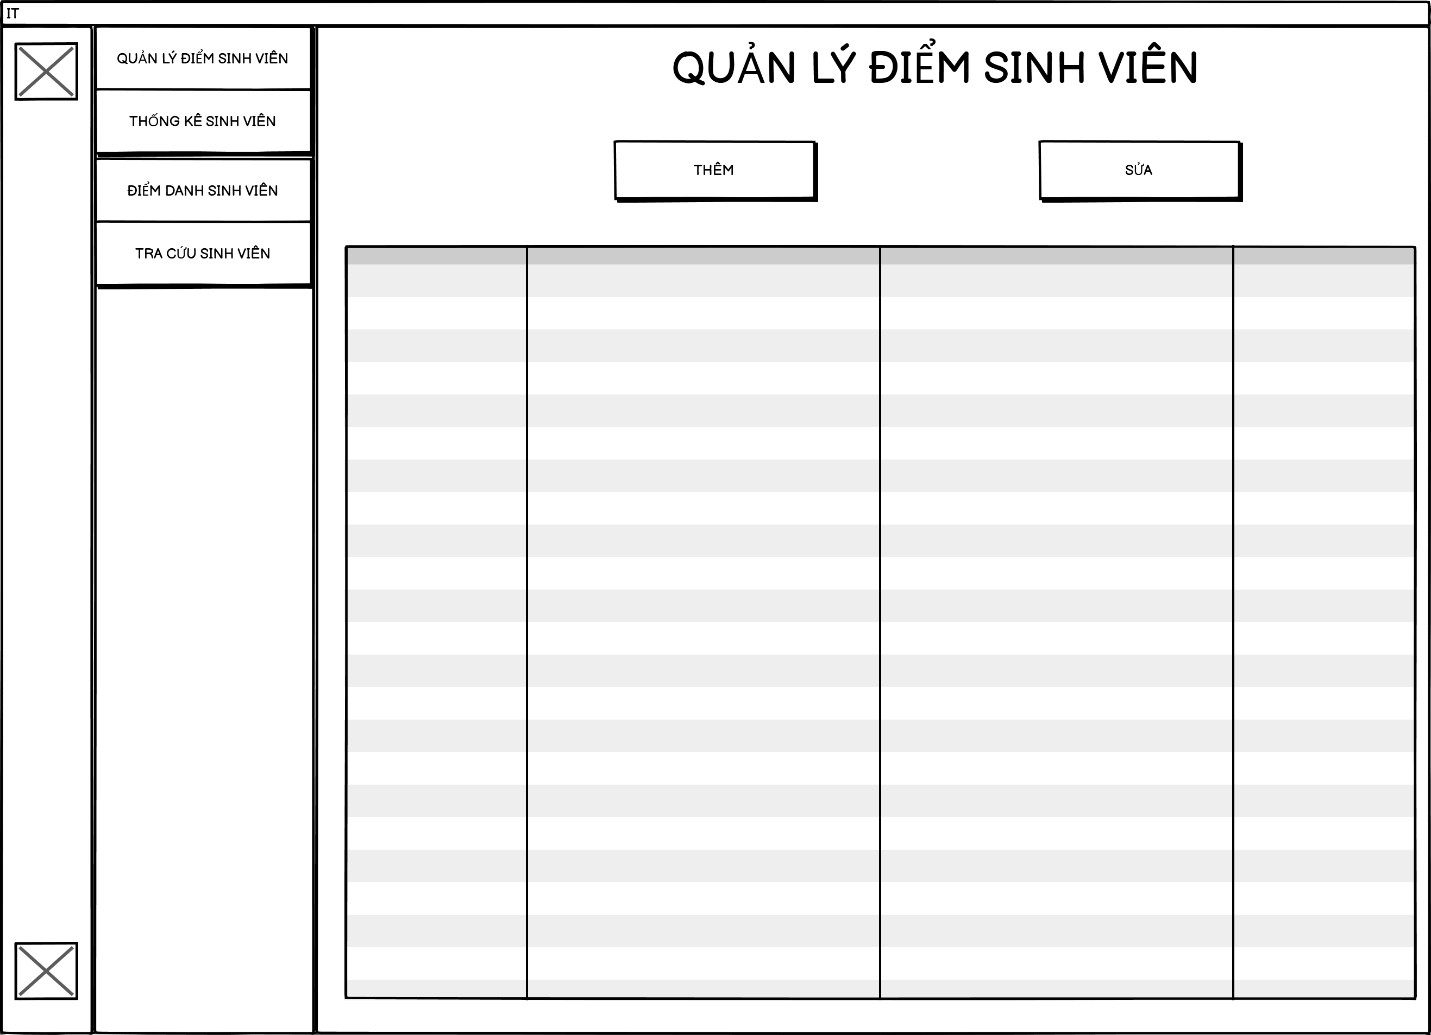 IT
QUẢN LÝ ĐIỂM SINH VIÊN
THỐNG KÊ SINH VIÊN
ĐIỂM DANH SINH VIÊN
TRA CỨU SINH VIÊN
QUẢN LÝ ĐIỂM SINH VIÊN
THÊM
SỬA